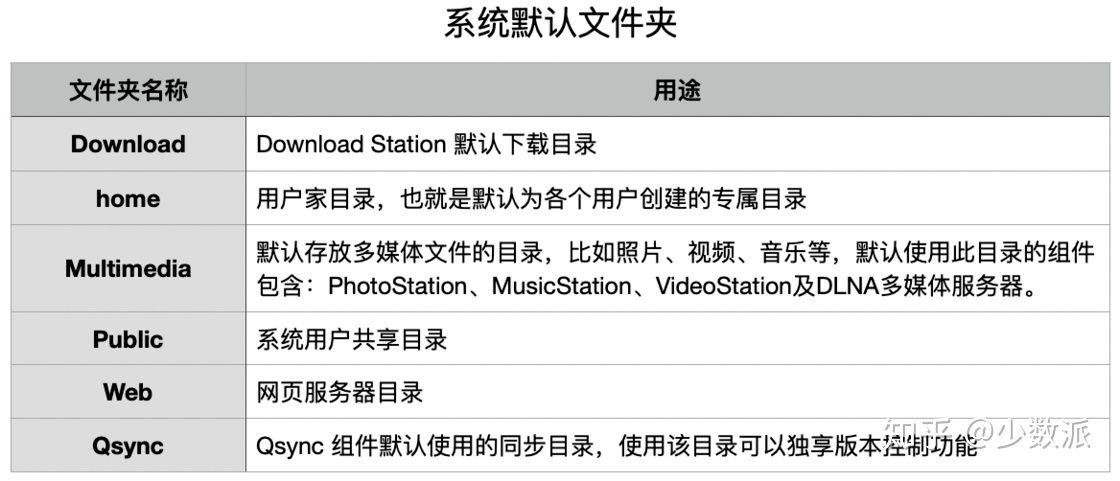 系统默认文件夹
文件夹名称 用途
Download Download Station 默认下载目录
home 用户家目录，也就是默认为各个用户创建的专属目录
Multimedia 默认存放多媒体文件的目录，比如照片、视频、音乐等，默认使用此目录的组件
包含：PhotoStation、MusicStation、VideoStation及DLNA多媒体服务器。
Public 系统用户共享目录
Web 网页服务器目录
Qsync Qsync 组件默认使用的同步目录，使用该目录可以独享版本控制功能
知乎 @少数派